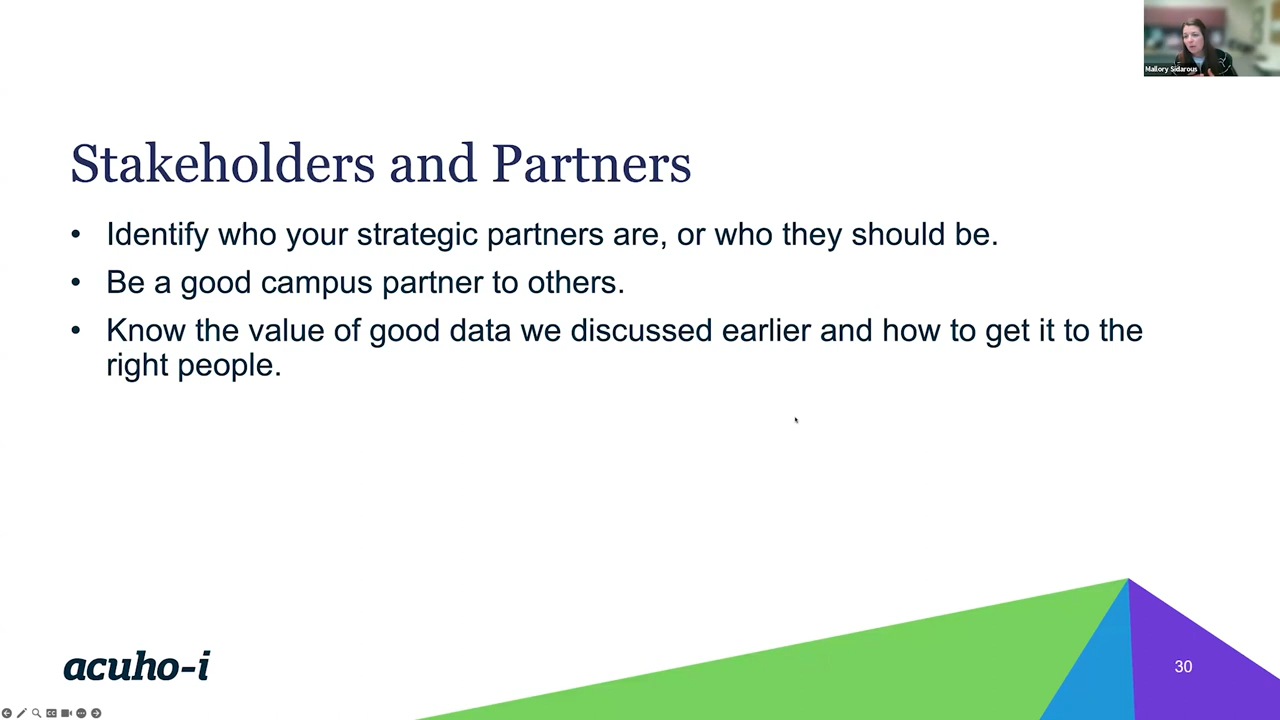 Mallory Sidarous
Stakeholders and Partners
• Identify who your strategic partners are, or who they should be.
• Be a good campus partner to others.
• Know the value of good data we discussed earlier and how to get it to the
right people.
acuho-i
30